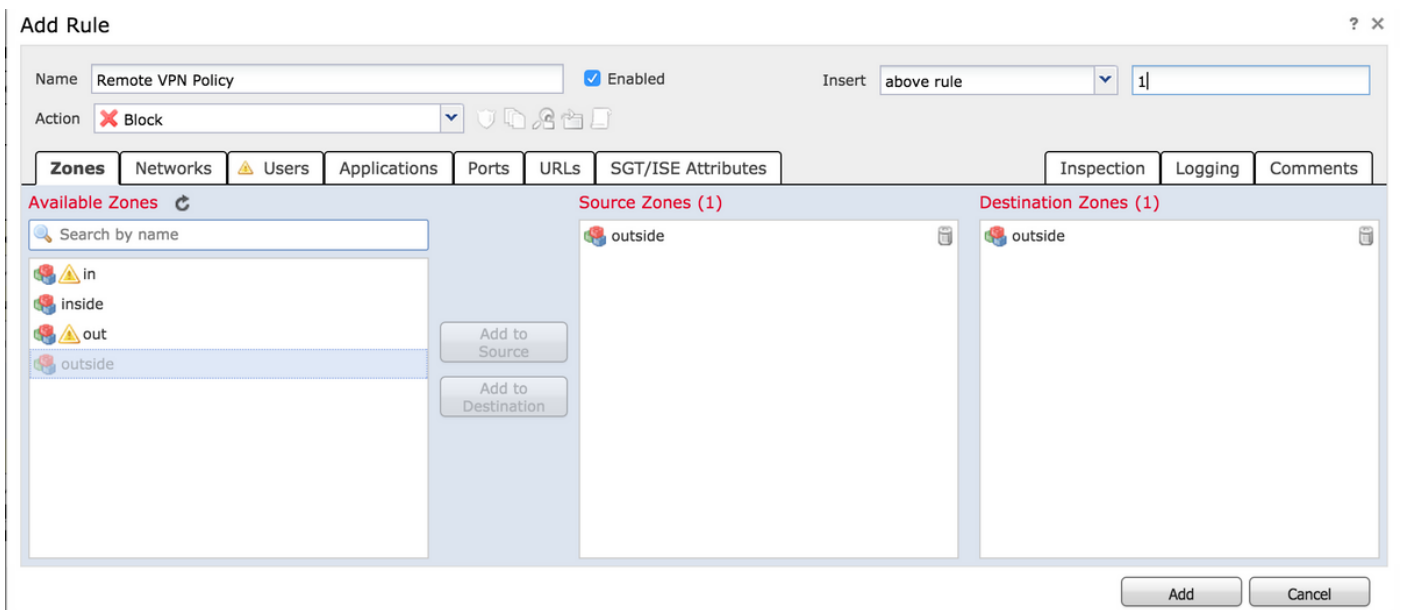 Add Rule
? ×
Name Remote VPN Policy Enabled Insert above rule 1
Action Block
Zones Networks Users Applications Ports URLs SGT/ISE Attributes Inspection Logging Comments
Available Zones Source Zones (1) Destination Zones (1)
Search by name outside outside
in
inside
out
outside
Add to
Source
Add to
Destination
Add Cancel